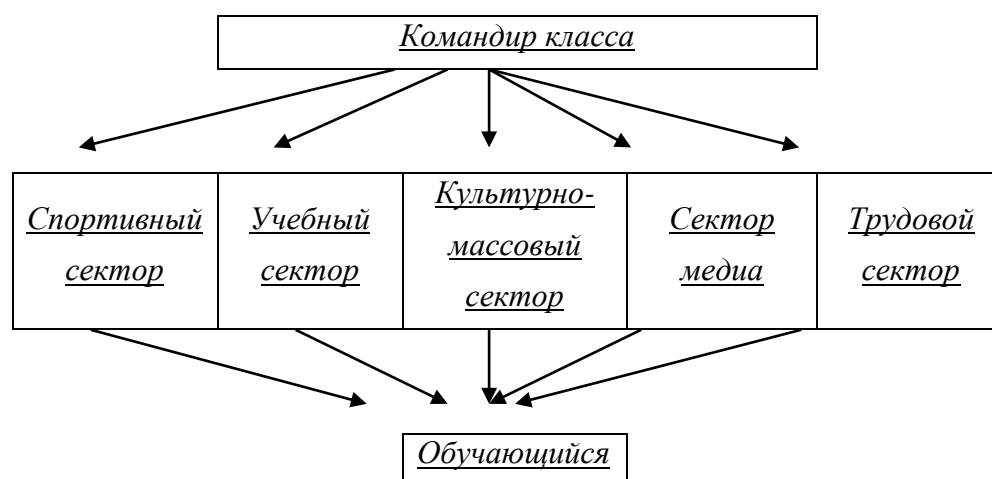 Командир класса
Спортивный
сектор
Учебный
сектор
Культурно-
массовый
сектор
Сектор
медиа
Трудовой
сектор
Обучающийся